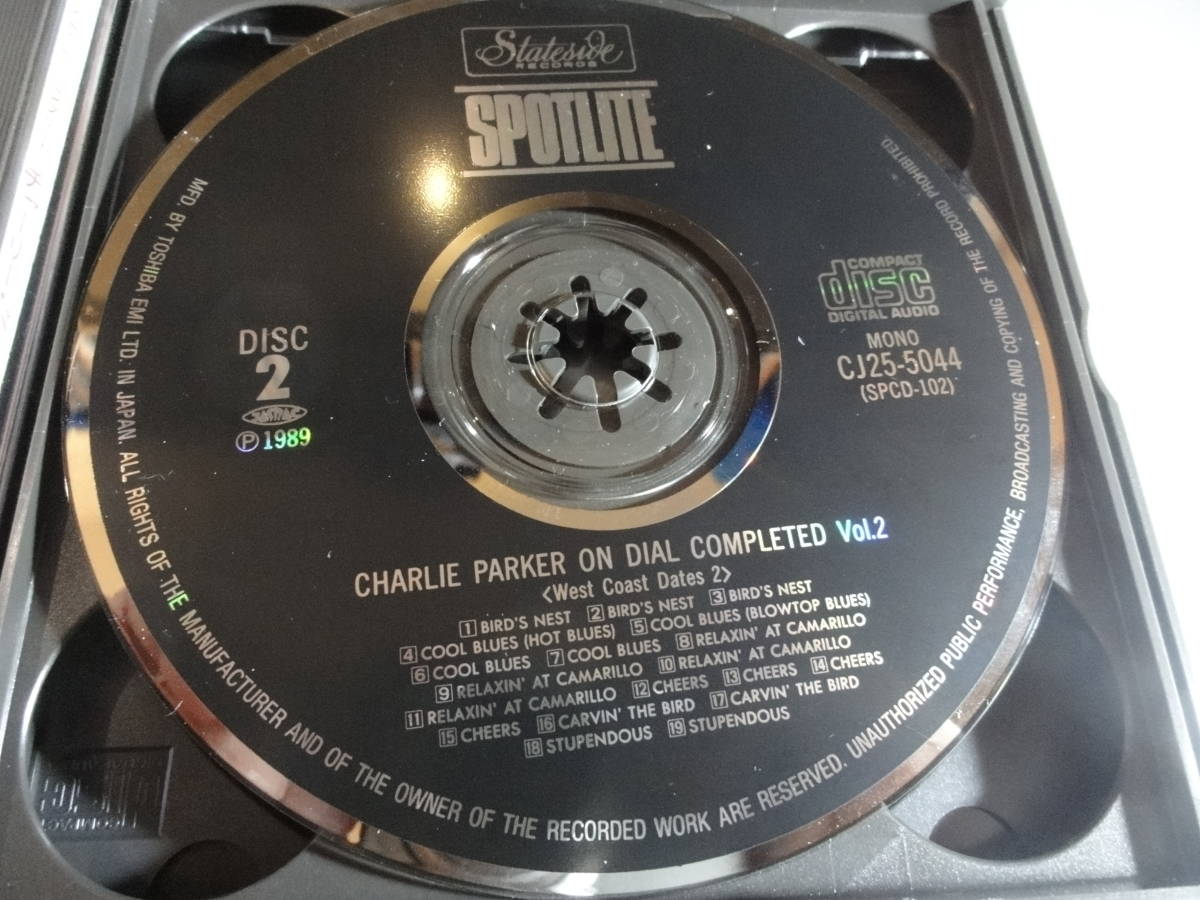 Stateside
RECORDS
SPOTLITE
COMPACT
disc
DIGITAL AUDIO
MONO
CJ25-5044
(SPCD-102)
DISC
2
Ⓟ 1989
CHARLIE PARKER ON DIAL COMPLETED Vol.2
<West Coast Dates 2>
1 BIRD'S NEST 2 BIRD'S NEST 3 BIRD'S NEST
4 COOL BLUES (HOT BLUES) 5 COOL BLUES (BLOWTOP BLUES)
6 COOL BLUES 7 COOL BLUES 8 RELAXIN' AT CAMARILLO
9 RELAXIN' AT CAMARILLO 10 RELAXIN' AT CAMARILLO
11 RELAXIN' AT CAMARILLO 12 CHEERS 13 CHEERS 14 CHEERS
15 CHEERS 16 CARVIN' THE BIRD 17 CARVIN' THE BIRD
18 STUPENDOUS 19 STUPENDOUS
MFD. BY TOSHIBA EMI LTD. IN JAPAN. ALL RIGHTS OF THE MANUFACTURER AND OF THE OWNER OF THE RECORDED WORK ARE RESERVED. UNAUTHORIZED PUBLIC PERFORMANCE, BROADCASTING AND COPYING OF THE RECORD PROHIBITED.